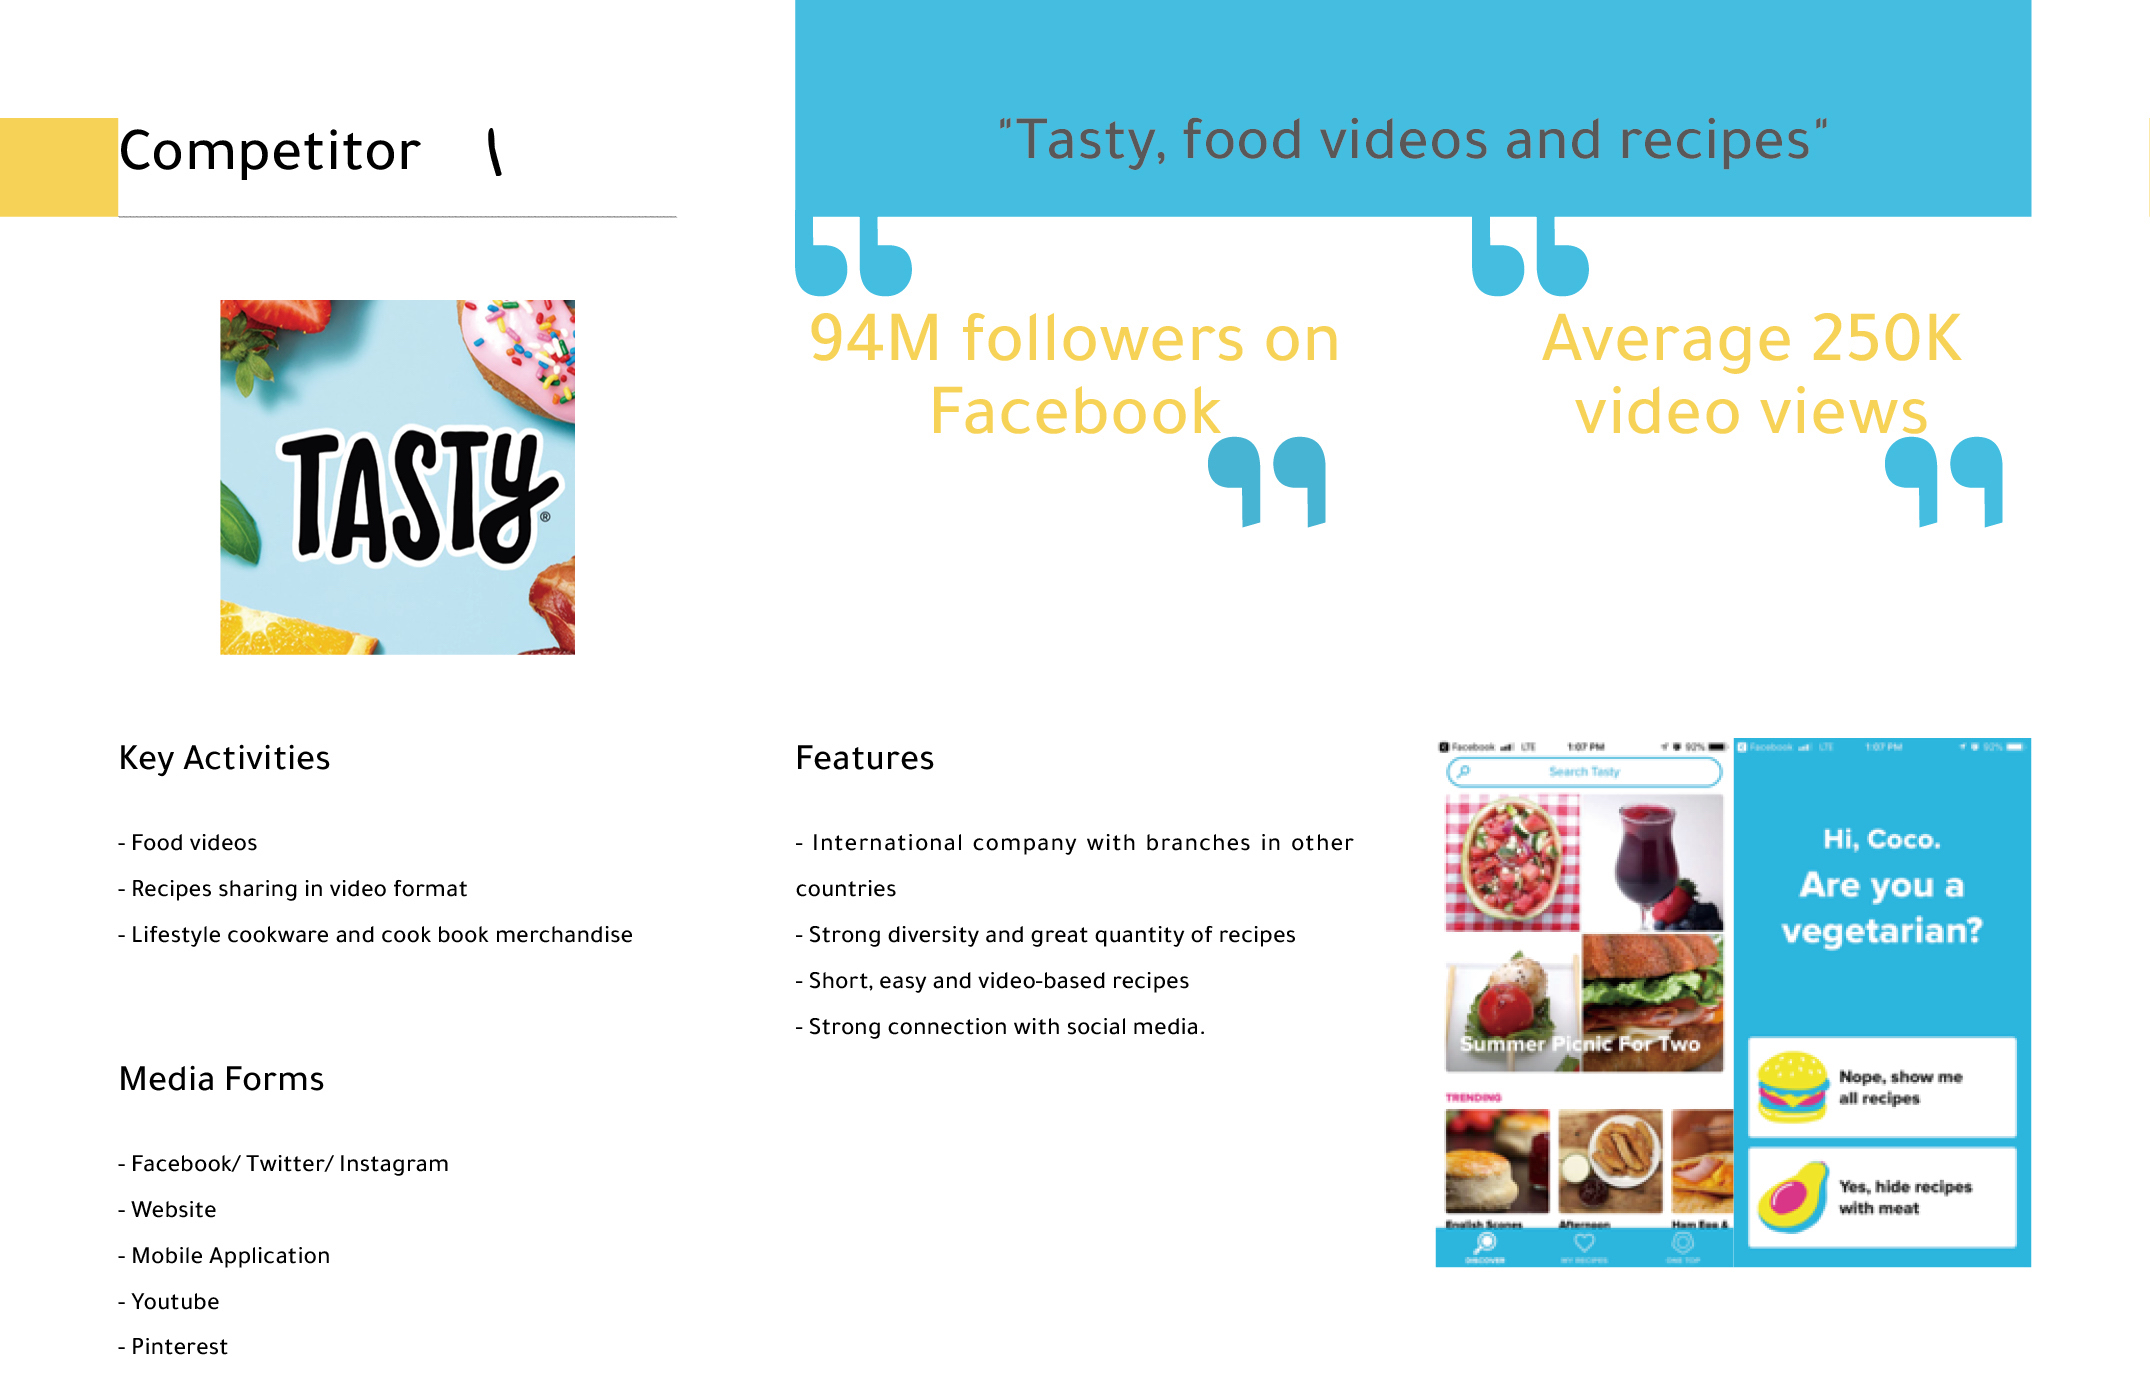 Competitor ١
"Tasty, food videos and recipes"
94M followers on
Facebook
Average 250K
video views
TASTY®
Key Activities
- Food videos
- Recipes sharing in video format
- Lifestyle cookware and cook book merchandise
Media Forms
- Facebook/ Twitter/ Instagram
- Website
- Mobile Application
- Youtube
- Pinterest
Features
- International company with branches in other
countries
- Strong diversity and great quantity of recipes
- Short, easy and video-based recipes
- Strong connection with social media.
Facebook LTE 1:07 PM 92%
Search Tasty
Summer Picnic For Two
TRENDING
English Scones Afternoon Ham Egg &
DISCOVER MY RECIPES ONE TOP
Facebook LTE 1:07 PM 92%
Hi, Coco.
Are you a
vegetarian?
Nope, show me
all recipes
Yes, hide recipes
with meat